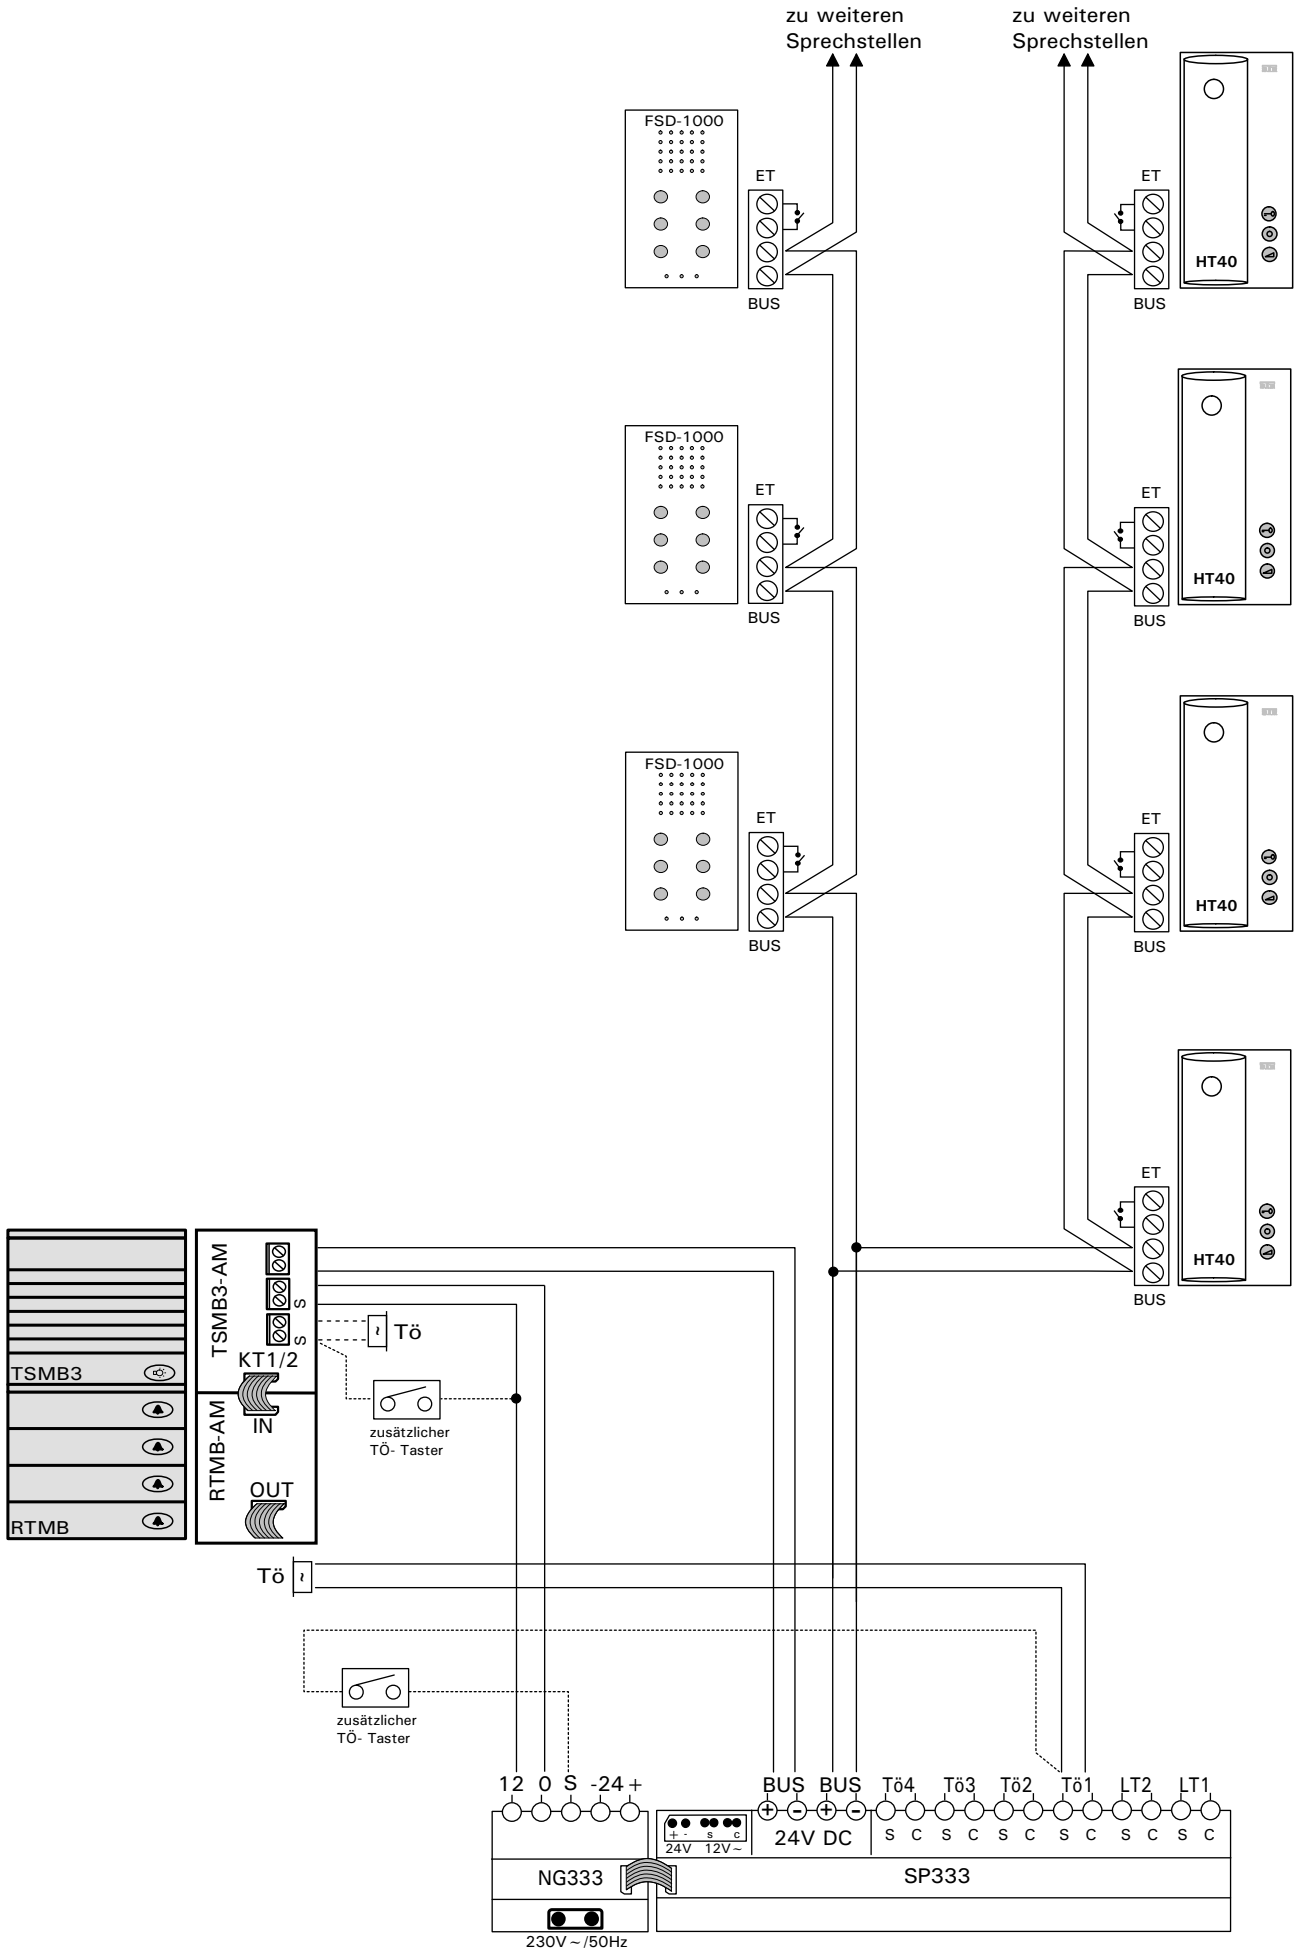 zu weiteren
Sprechstellen
zu weiteren
Sprechstellen
FSD-1000
ET
BUS
ET
BUS
HT40
FSD-1000
ET
BUS
ET
BUS
HT40
FSD-1000
ET
BUS
ET
BUS
HT40
ET
BUS
HT40
TSMB3
RTMB
TSMB3-AM
S
S
KT1/2
RTMB-AM
IN
OUT
~ Tö
zusätzlicher
TÖ- Taster
Tö ~
zusätzlicher
TÖ- Taster
12 0 S -24 +
NG333
230V~/50Hz
BUS BUS Tö4 Tö3 Tö2 Tö1 LT2 LT1
+ - + -
+ - s c
24V 12V~
24V DC
S C S C S C S C S C S C
SP333